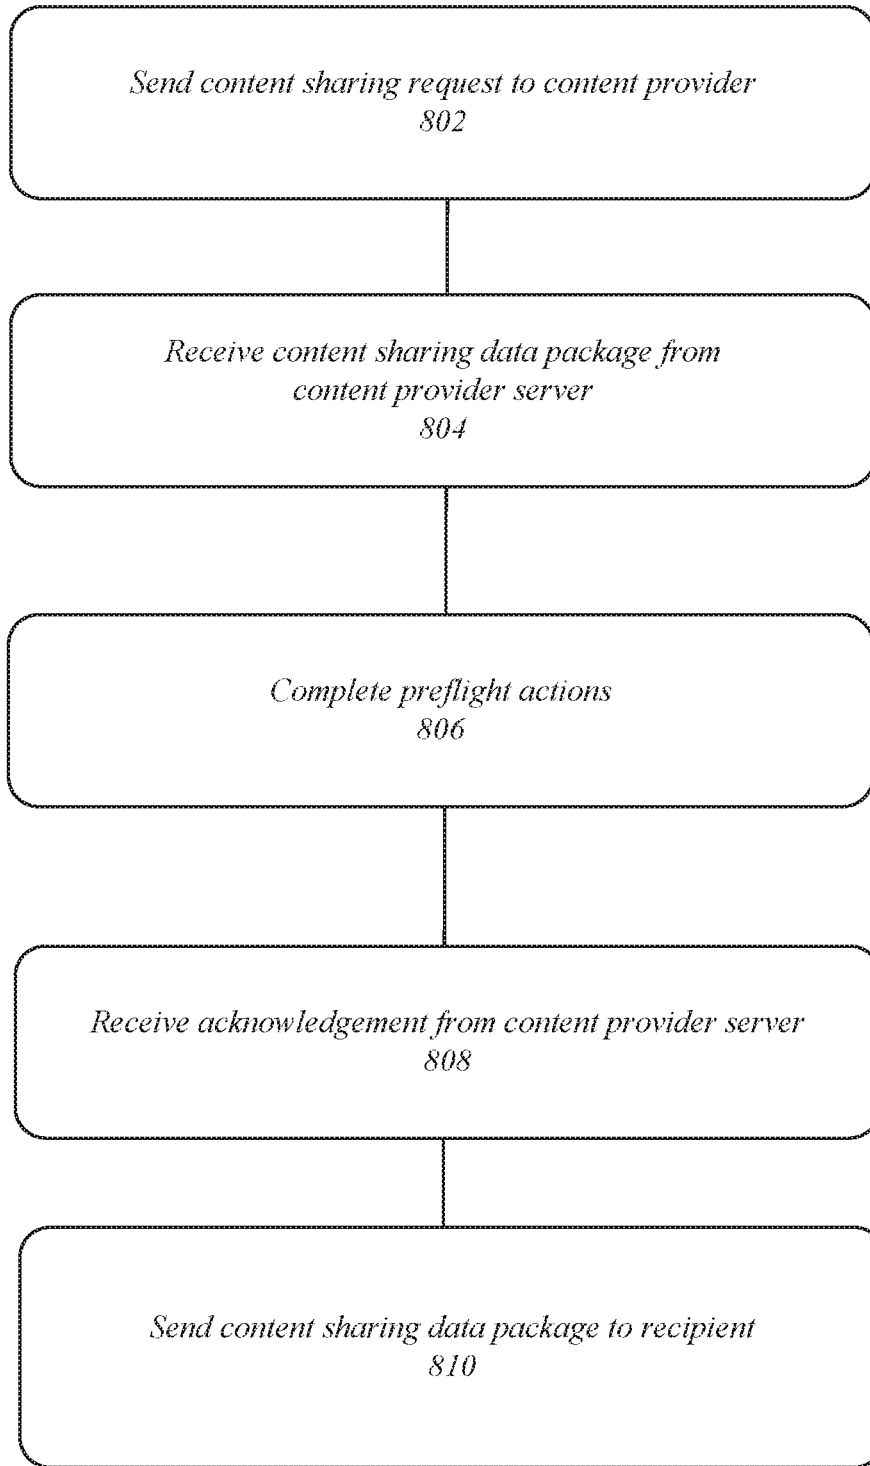 Send content sharing request to content provider
802
Receive content sharing data package from
content provider server
804
Complete preflight actions
806
Receive acknowledgement from content provider server
808
Send content sharing data package to recipient
810